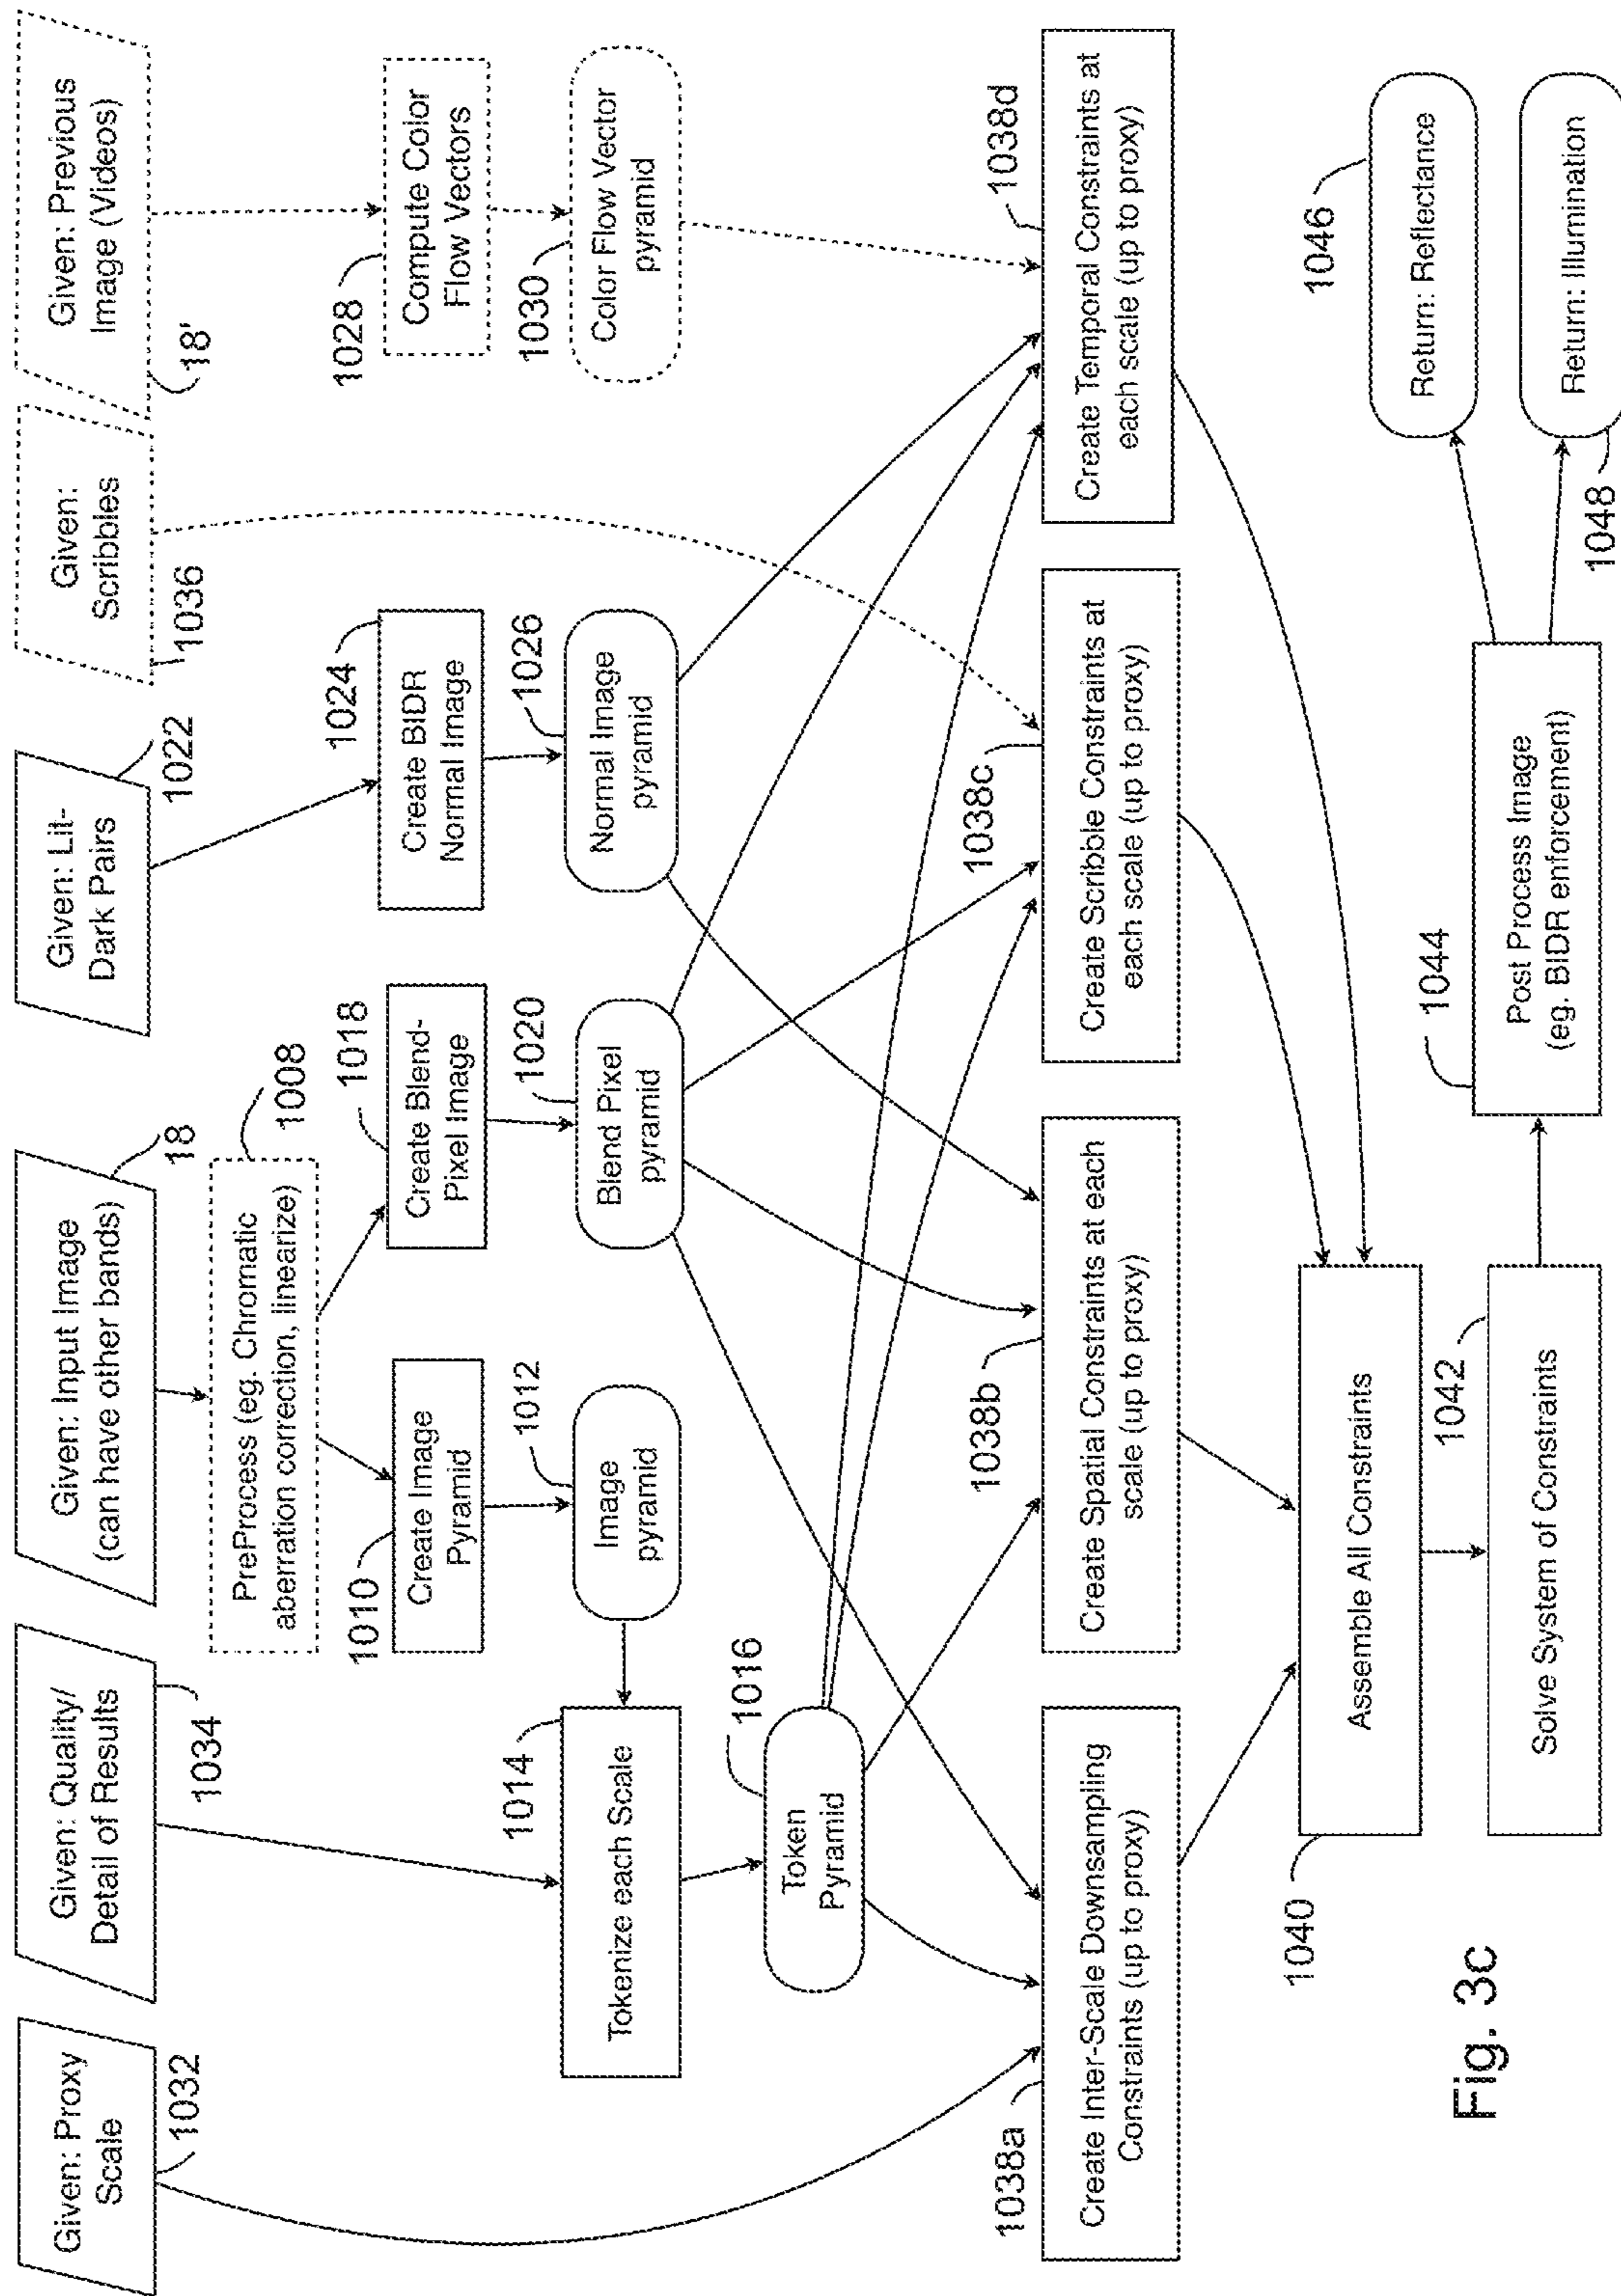 Given: Proxy
Scale
1032
Given: Quality/
Detail of Results
1034
Given: Input Image
(can have other bands)
18
Given: Lit-
Dark Pairs
1022
Given:
Scribbles
1036
Given: Previous
Image (Videos)
18'
PreProcess (eg. Chromatic
aberration correction, linearize)
1008
1010
Create Image
Pyramid
1018
Create Blend-
Pixel Image
1024
Create BIDR
Normal Image
1028
Compute Color
Flow Vectors
1012
Image
pyramid
1020
Blend Pixel
pyramid
1026
Normal Image
pyramid
1030
Color Flow Vector
pyramid
1014
Tokenize each Scale
1016
Token
Pyramid
1038a
Create Inter-Scale Downsampling
Constraints (up to proxy)
1038b
Create Spatial Constraints at each
scale (up to proxy)
1038c
Create Scribble Constraints at
each scale (up to proxy)
1038d
Create Temporal Constraints at
each scale (up to proxy)
1040
Assemble All Constraints
1042
Solve System of Constraints
1044
Post Process Image
(eg. BIDR enforcement)
1046
Return: Reflectance
Return: Illumination
1048
Fig. 3c